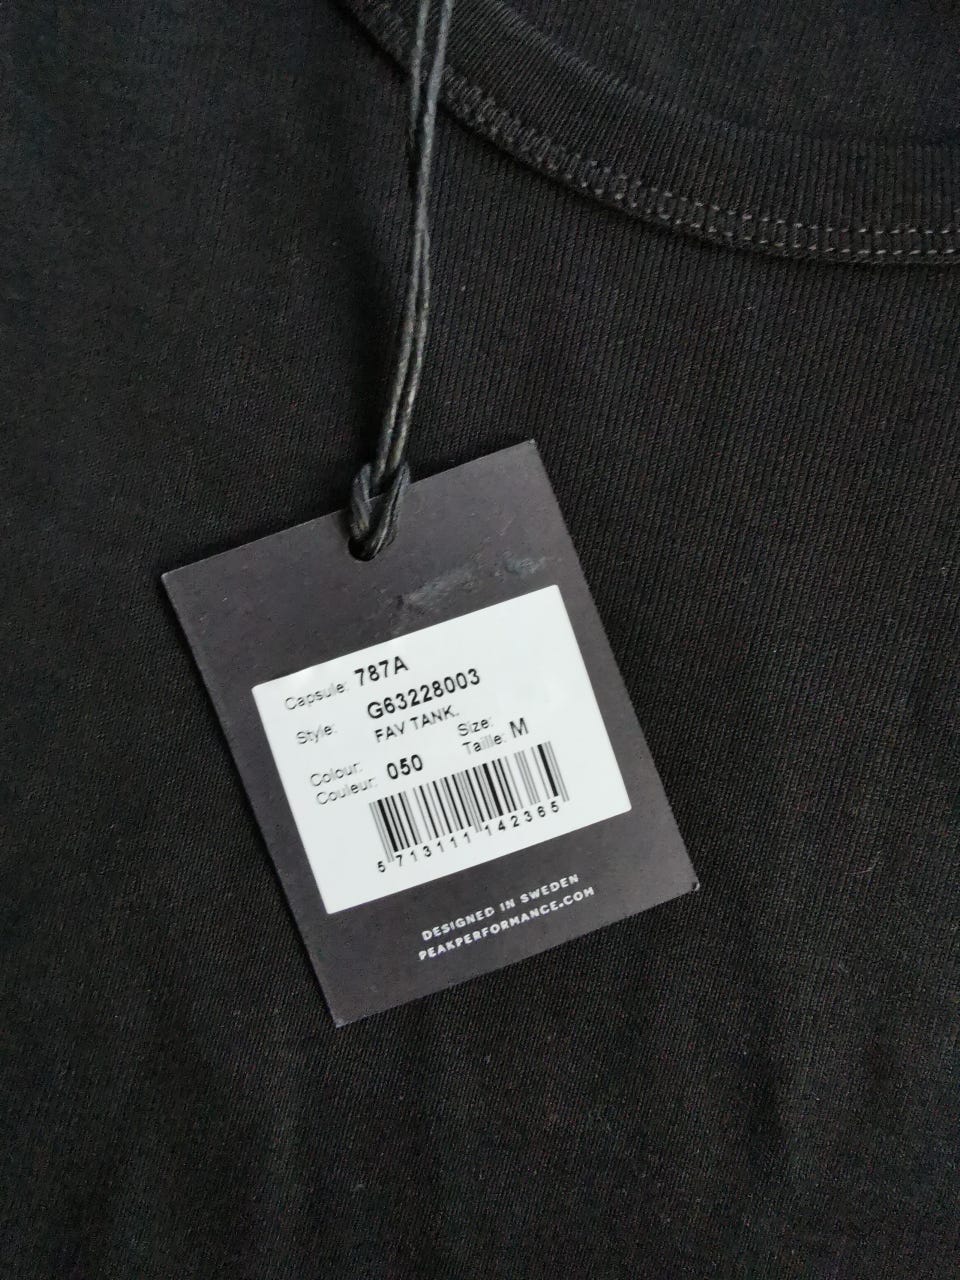 Capsule: 787A
Style: G63228003
FAV TANK.
Colour: Size:
Couleur: 050 Taille: M
5 713111 142365
DESIGNED IN SWEDEN
PEAKPERFORMANCE.COM